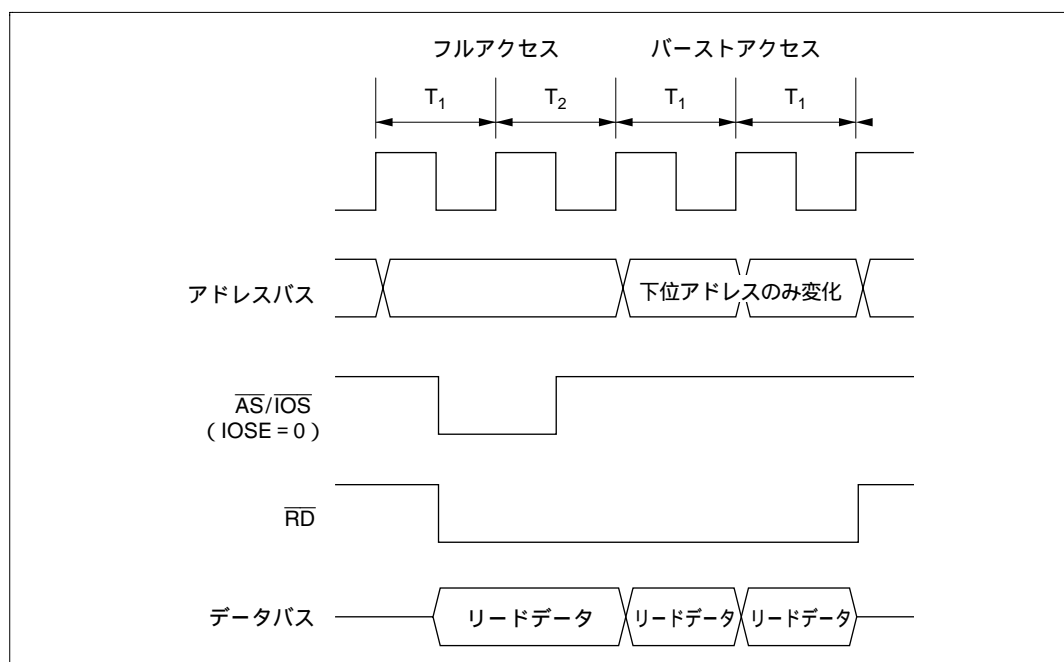 フルアクセス バーストアクセス
T1 T2 T1 T1
アドレスバス 下位アドレスのみ変化
A̅S̅/I̅O̅S̅
( IOSE = 0 )
R̅D̅
データバス リードデータ リードデータ リードデータ